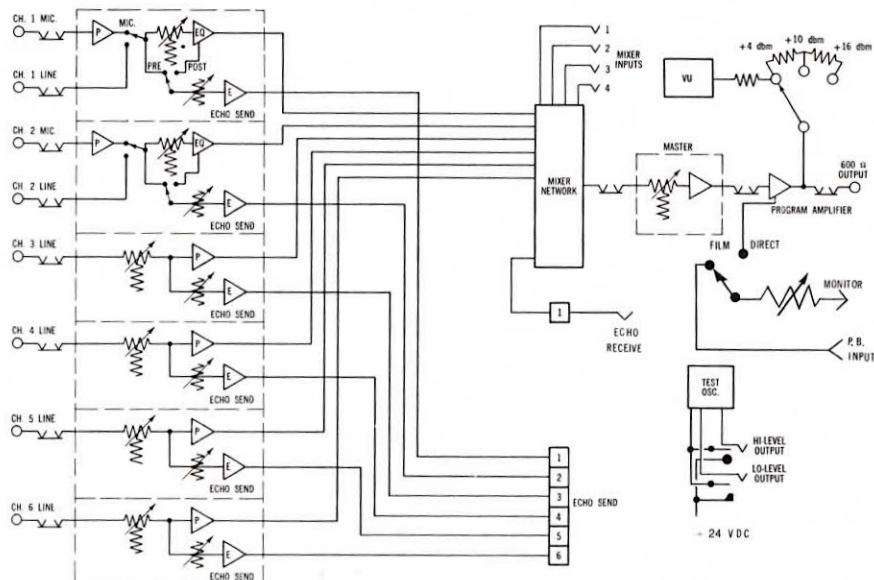 CH. 1 MIC.
P
MIC.
EQ
CH. 1 LINE
PRE
POST
E
ECHO SEND
CH. 2 MIC.
P
EQ
CH. 2 LINE
E
ECHO SEND
CH. 3 LINE
P
E
ECHO SEND
CH. 4 LINE
P
E
ECHO SEND
CH. 5 LINE
P
E
ECHO SEND
CH. 6 LINE
P
E
ECHO SEND
1
2
3
4
MIXER
INPUTS
MIXER
NETWORK
1
ECHO
RECEIVE
MASTER
VU
+4 dbm
+10 dbm
+16 dbm
600 Ω
OUTPUT
PROGRAM AMPLIFIER
FILM
DIRECT
MONITOR
P.B.
INPUT
TEST
OSC.
HI-LEVEL
OUTPUT
LO-LEVEL
OUTPUT
- 24 VDC
1
2
3
4
5
6
ECHO SEND